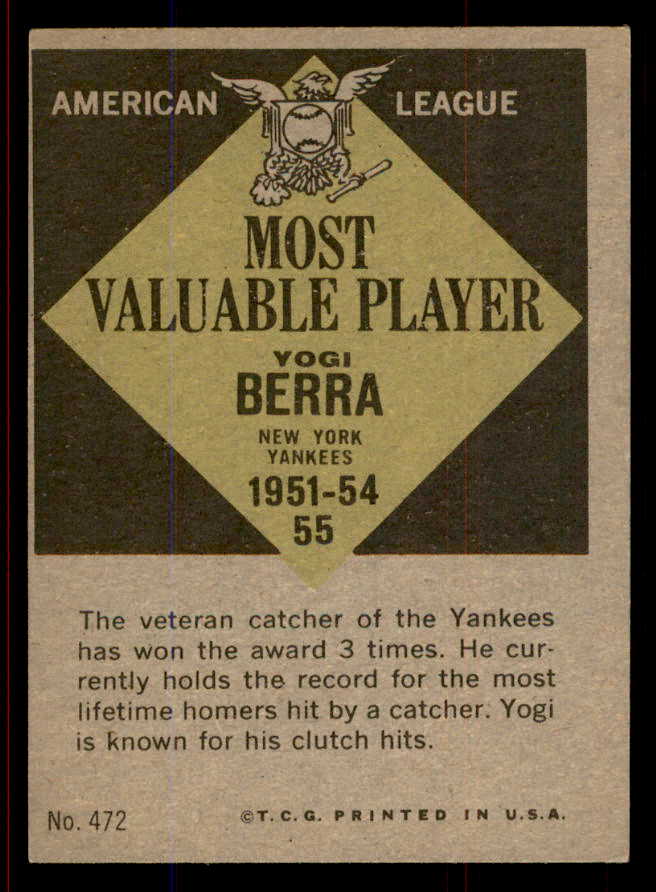 AMERICAN LEAGUE
MOST
VALUABLE PLAYER
YOGI
BERRA
NEW YORK
YANKEES
1951-54
55
The veteran catcher of the Yankees
has won the award 3 times. He cur-
rently holds the record for the most
lifetime homers hit by a catcher. Yogi
is known for his clutch hits.
No. 472 ©T.C.G. PRINTED IN U.S.A.